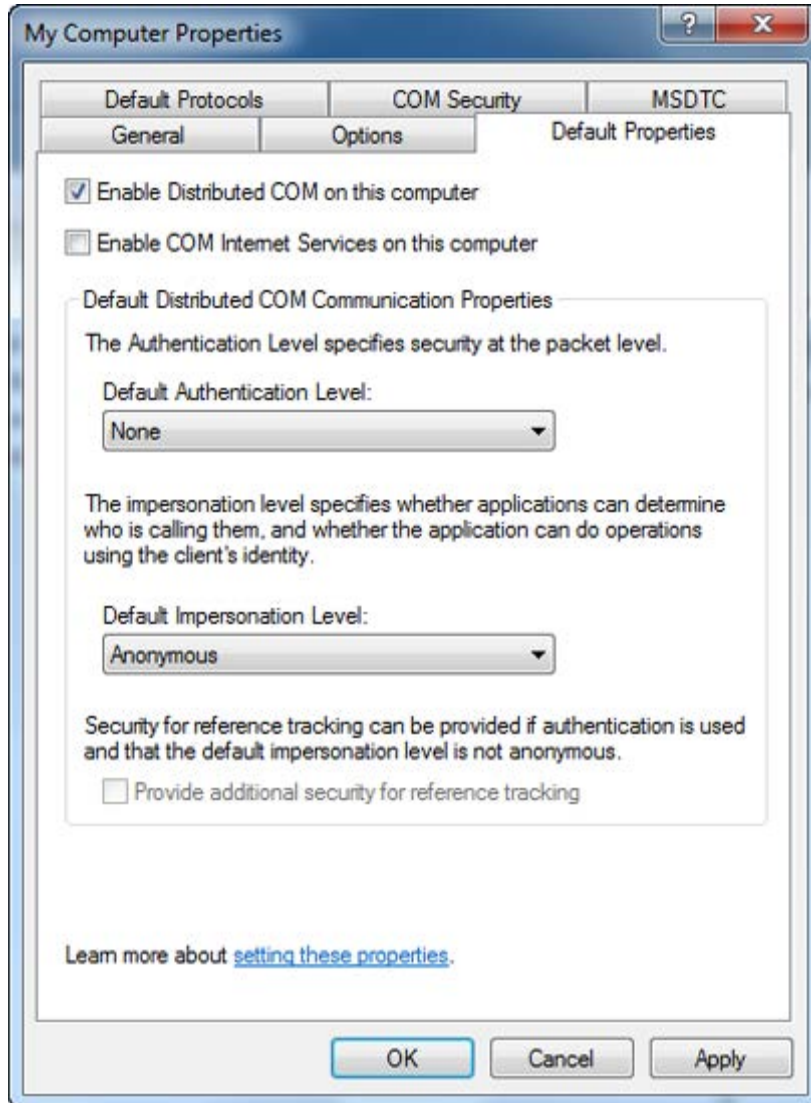 My Computer Properties
?
Default Protocols COM Security MSDTC
General Options Default Properties
Enable Distributed COM on this computer
Enable COM Internet Services on this computer
Default Distributed COM Communication Properties
The Authentication Level specifies security at the packet level.
Default Authentication Level:
None
The impersonation level specifies whether applications can determine
who is calling them, and whether the application can do operations
using the client's identity.
Default Impersonation Level:
Anonymous
Security for reference tracking can be provided if authentication is used
and that the default impersonation level is not anonymous.
Provide additional security for reference tracking
Learn more about setting these properties.
OK Cancel Apply